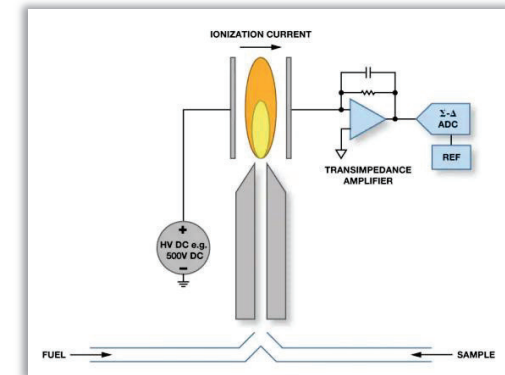 IONIZATION CURRENT
Σ-Δ
ADC
REF
TRANSIMPEDANCE
AMPLIFIER
+
HV DC e.g.
500V DC
–
FUEL
SAMPLE